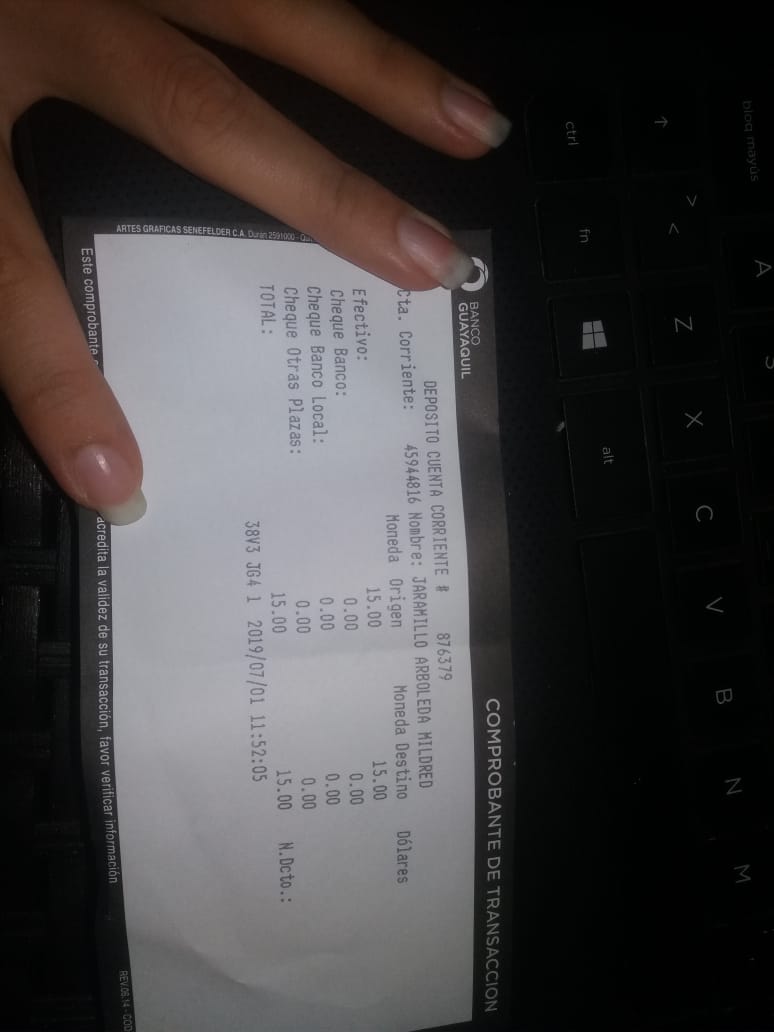 bloq mayús A S
↑ > < Z X C V B N M
ctrl fn alt
BANCO
GUAYAQUIL
COMPROBANTE DE TRANSACCION
DEPOSITO CUENTA CORRIENTE # 876379
Cta. Corriente: 45944816 Nombre: JARAMILLO ARBOLEDA MILDRED
Moneda Origen Moneda Destino Dólares
Efectivo: 15.00 15.00
Cheque Banco: 0.00 0.00
Cheque Banco Local: 0.00 0.00
Cheque Otras Plazas: 0.00 0.00
TOTAL: 15.00 15.00 N.Dcto.:
38V3 JG4 1 2019/07/01 11:52:05
ARTES GRAFICAS SENEFELDER C.A.
REV.06.14 - COD
Este comprobante acredita la validez de su transacción, favor verificar información